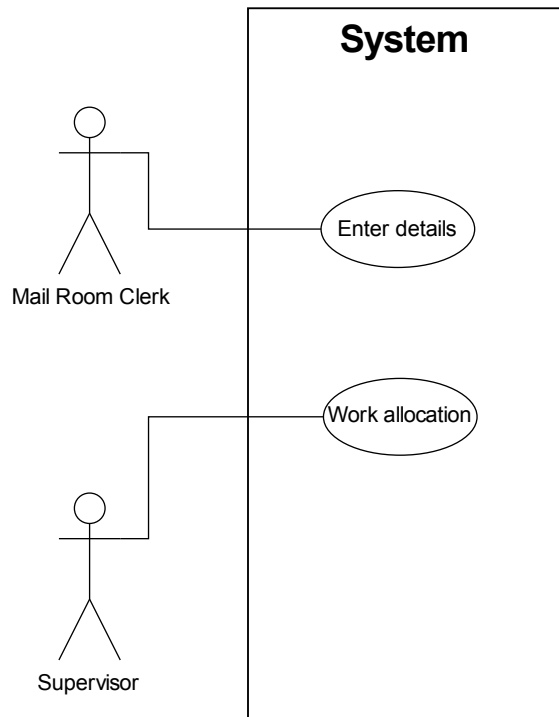 System
Enter details
Mail Room Clerk
Work allocation
Supervisor